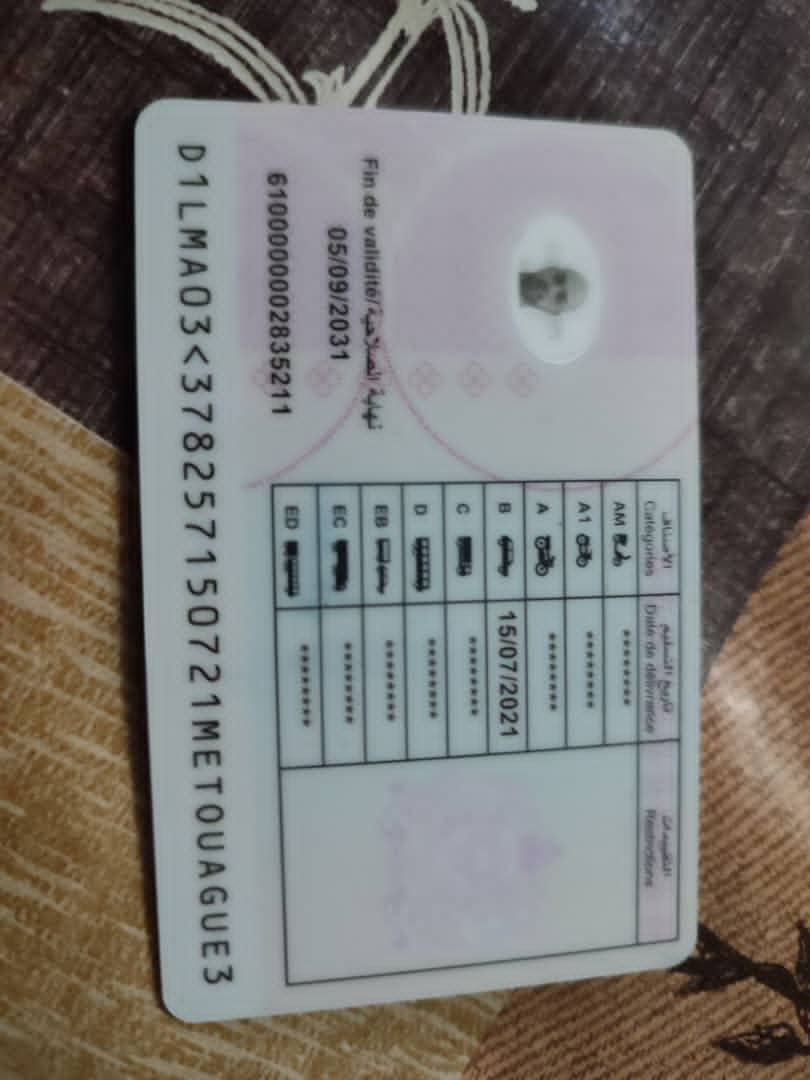 الأصناف
Catégories
تاريخ التسليم
Date de délivrance
Restrictions
AM ********
A1 ********
A ********
B 15/07/2021
C ********
D ********
EB ********
EC ********
ED ********
Fin de validité/نهاية الصلاحية
05/09/2031
6100000002835211
D1LMA03<378257150721METOUAGUE3